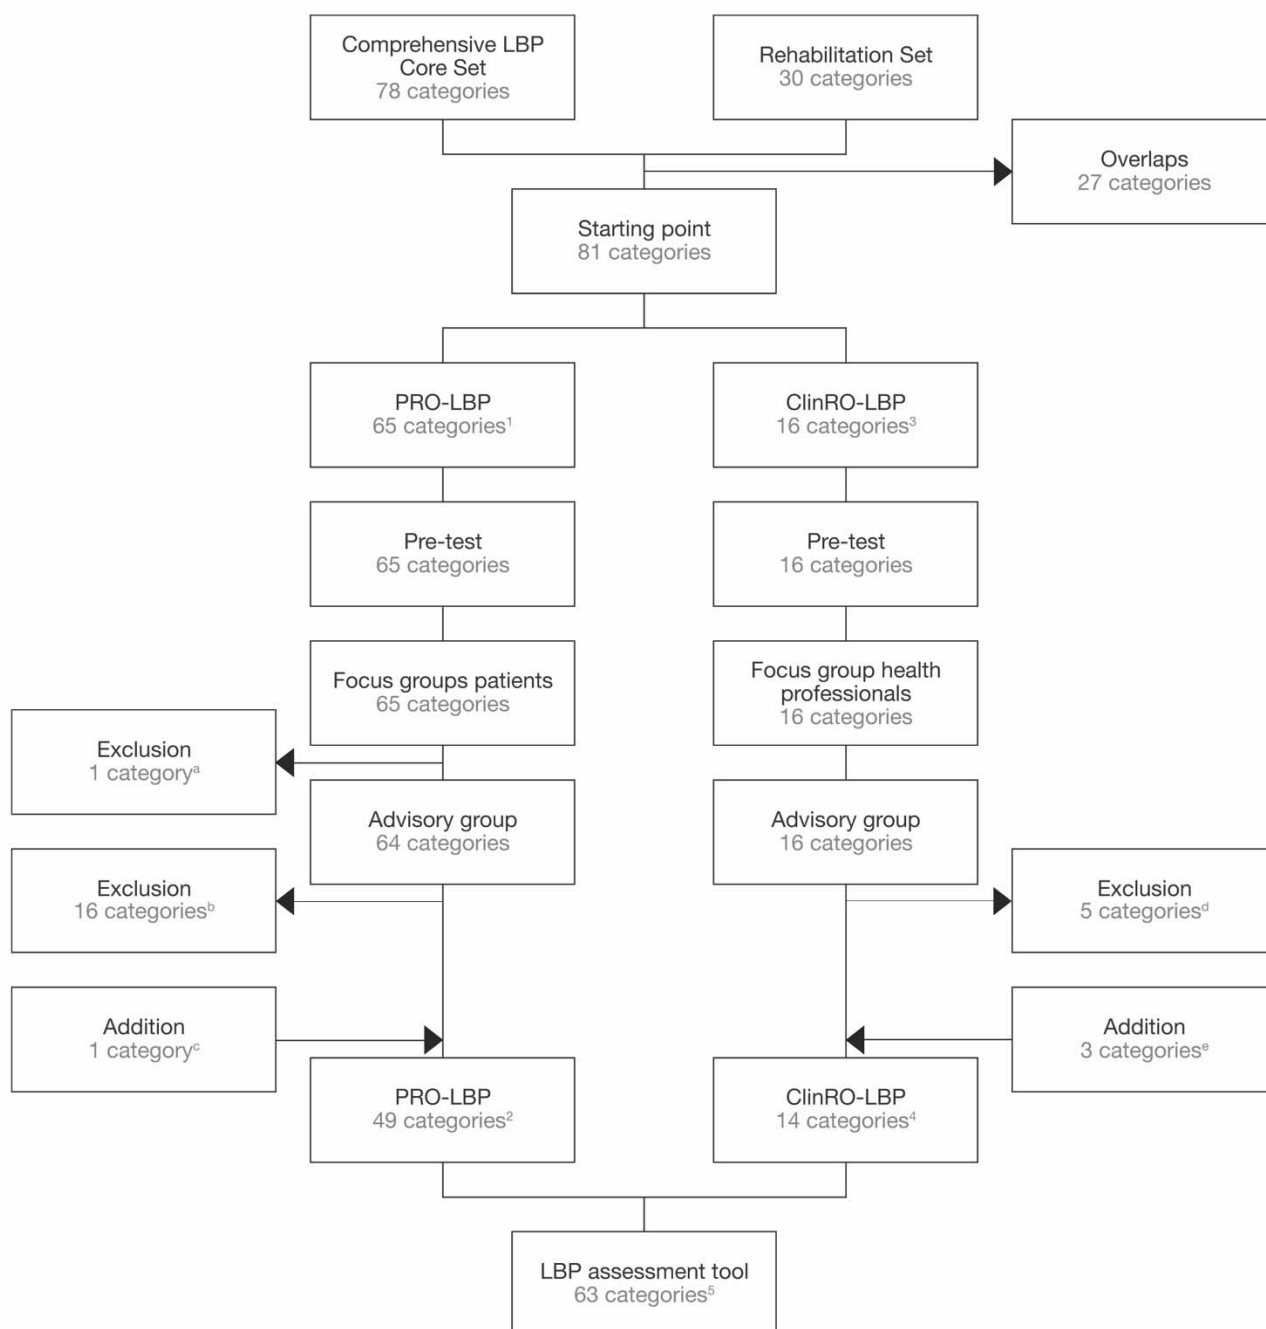 Comprehensive LBP
Core Set
78 categories
Rehabilitation Set
30 categories
Overlaps
27 categories
Starting point
81 categories
PRO-LBP
65 categories¹
ClinRO-LBP
16 categories³
Pre-test
65 categories
Pre-test
16 categories
Focus groups patients
65 categories
Focus group health
professionals
16 categories
Exclusion
1 categoryᵃ
Advisory group
64 categories
Advisory group
16 categories
Exclusion
16 categoriesᵇ
Exclusion
5 categoriesᵈ
Addition
1 categoryᶜ
Addition
3 categoriesᵉ
PRO-LBP
49 categories²
ClinRO-LBP
14 categories⁴
LBP assessment tool
63 categories⁵